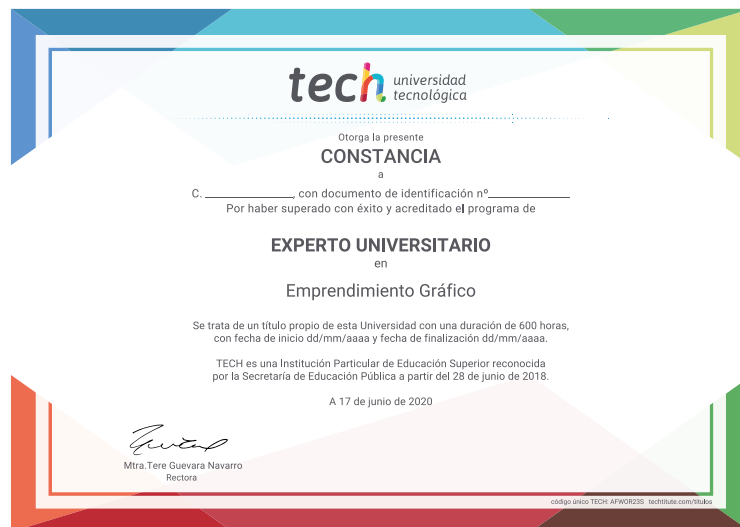 tech universidad
tecnológica
Otorga la presente
CONSTANCIA
a
C. ________________, con documento de identificación nº______________
Por haber superado con éxito y acreditado el programa de
EXPERTO UNIVERSITARIO
en
Emprendimiento Gráfico
Se trata de un título propio de esta Universidad con una duración de 600 horas,
con fecha de inicio dd/mm/aaaa y fecha de finalización dd/mm/aaaa.
TECH es una Institución Particular de Educación Superior reconocida
por la Secretaría de Educación Pública a partir del 28 de junio de 2018.
A 17 de junio de 2020
Mtra.Tere Guevara Navarro
Rectora
código único TECH: AFWOR23S techtitute.com/titulos